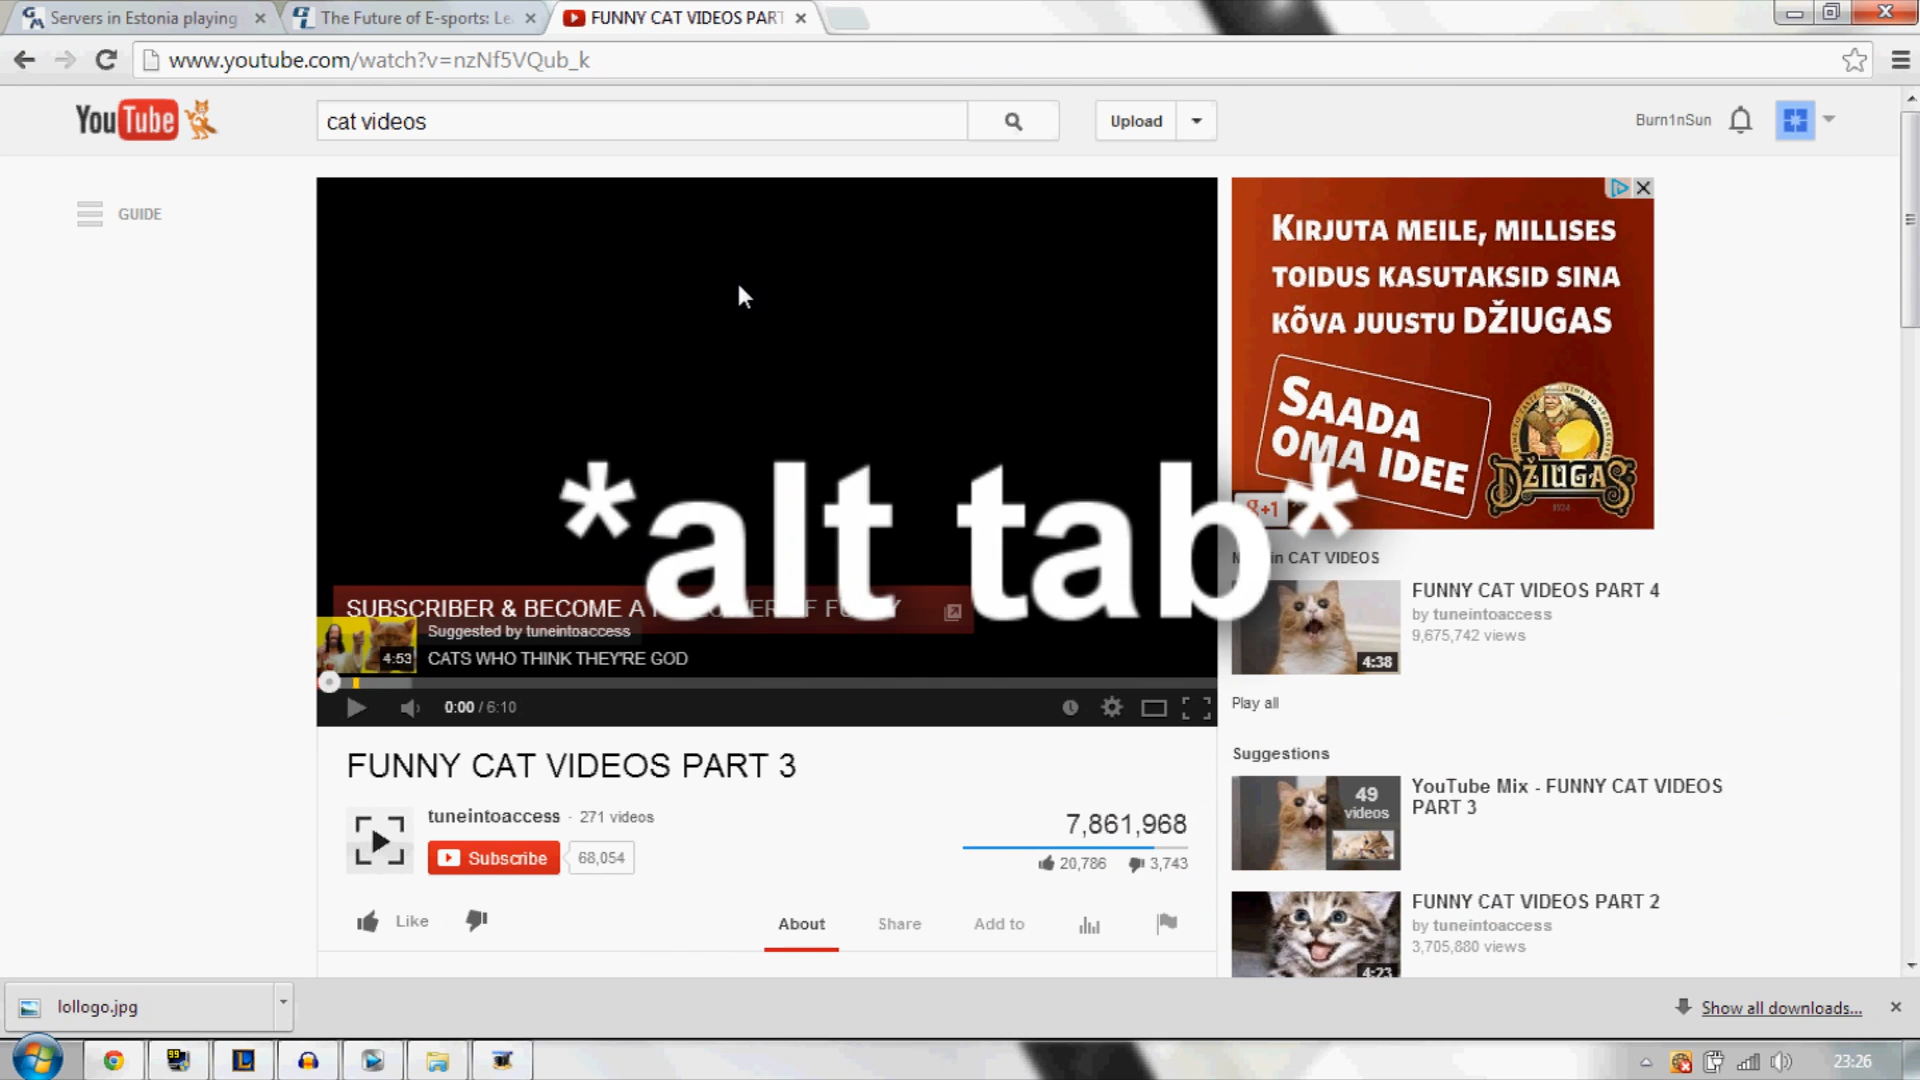 Servers in Estonia playing
The Future of E-sports: Le
FUNNY CAT VIDEOS PART
www.youtube.com/watch?v=nzNf5VQub_k
YouTube
cat videos
Upload
Burn1nSun
GUIDE
KIRJUTA MEILE, MILLISES
TOIDUS KASUTAKSID SINA
KÕVA JUUSTU DŽIUGAS
SAADA
OMA IDEE
DŽIUGAS
1924
g+1
*alt tab*
SUBSCRIBER & BECOME A OF
Suggested by tuneintoaccess
4:53
CATS WHO THINK THEY'RE GOD
0:00 / 6:10
in CAT VIDEOS
FUNNY CAT VIDEOS PART 4
by tuneintoaccess
9,675,742 views
4:38
Play all
FUNNY CAT VIDEOS PART 3
tuneintoaccess · 271 videos
Subscribe 68,054
7,861,968
20,786 3,743
Like
About Share Add to
Suggestions
49
videos
YouTube Mix - FUNNY CAT VIDEOS
PART 3
FUNNY CAT VIDEOS PART 2
by tuneintoaccess
3,705,880 views
4:23
lollogo.jpg
Show all downloads...
99
L
23:26